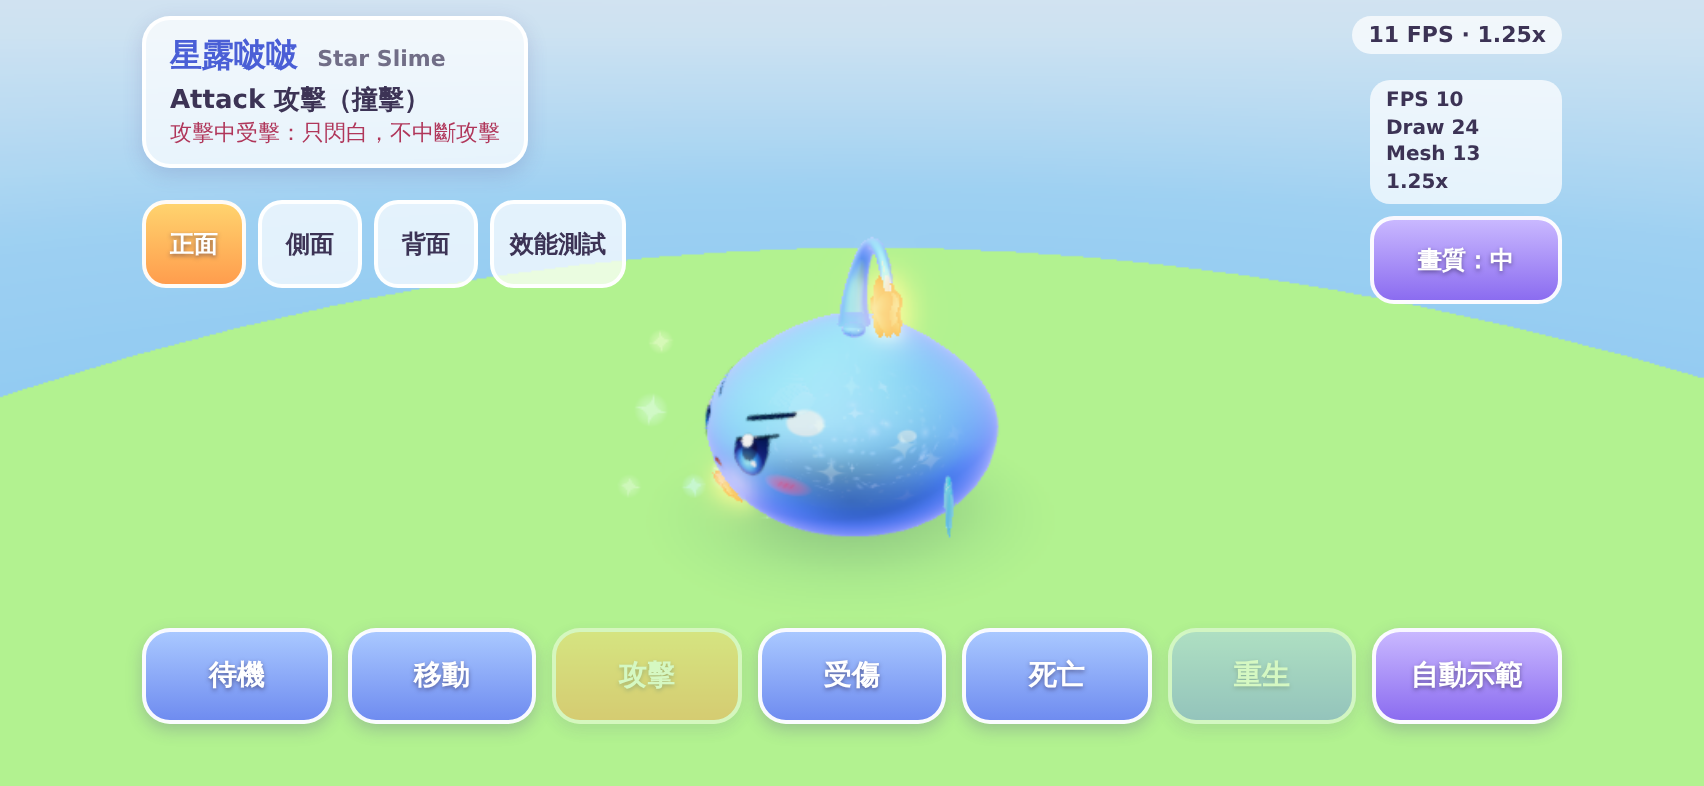 星露啵啵 Star Slime
Attack 攻擊（撞擊）
攻擊中受擊：只閃白，不中斷攻擊
11 FPS · 1.25x
FPS 10
Draw 24
Mesh 13
1.25x
正面
側面
背面
效能測試
畫質：中
待機
移動
攻擊
受傷
死亡
重生
自動示範